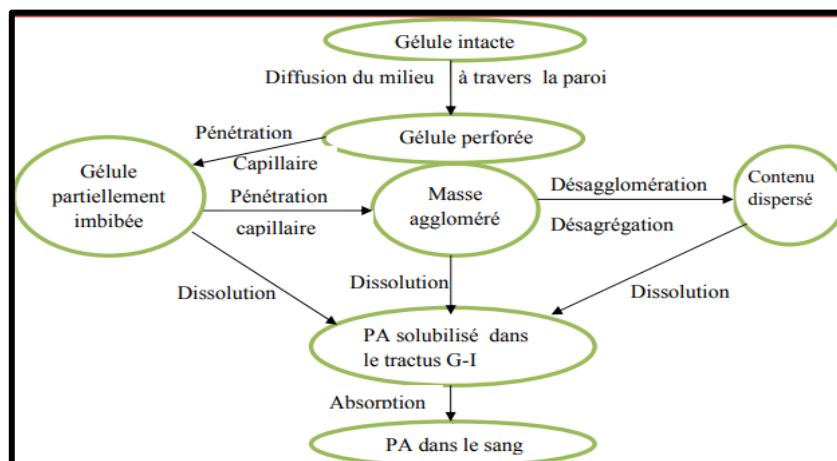 Gélule intacte
Diffusion du milieu à travers la paroi
Gélule perforée
Pénétration
Capillaire
Gélule
partiellement
imbibée
Pénétration
capillaire
Masse
aggloméré
Désagglomération
Désagrégation
Contenu
dispersé
Dissolution
Dissolution
Dissolution
PA solubilisé dans
le tractus G-I
Absorption
PA dans le sang